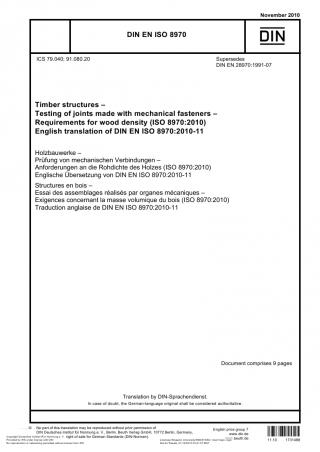 November 2010
DIN EN ISO 8970
DIN
ICS 79.040; 91.080.20
Supersedes
DIN EN 28970:1991-07
Timber structures –
Testing of joints made with mechanical fasteners –
Requirements for wood density (ISO 8970:2010)
English translation of DIN EN ISO 8970:2010-11
Holzbauwerke –
Prüfung von mechanischen Verbindungen –
Anforderungen an die Rohdichte des Holzes (ISO 8970:2010)
Englische Übersetzung von DIN EN ISO 8970:2010-11
Structures en bois –
Essai des assemblages réalisés par organes mécaniques –
Exigences concernant la masse volumique du bois (ISO 8970:2010)
Traduction anglaise de DIN EN ISO 8970:2010-11
Document comprises 9 pages
Translation by DIN-Sprachendienst.
In case of doubt, the German-language original shall be considered authoritative.
No part of this translation may be reproduced without prior permission of
DIN Deutsches Institut für Normung e. V., Berlin. Beuth Verlag GmbH, 10772 Berlin, Germany,
right of sale for German Standards (DIN-Normen).
English price group 7
www.din.de
beuth.de
11.10